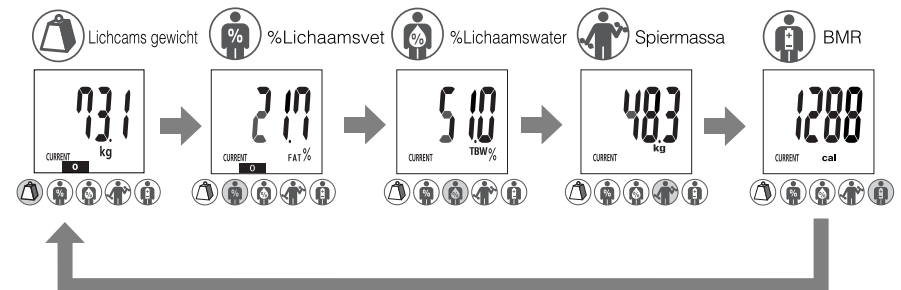 Lichcams gewicht
%Lichaamsvet
%Lichaamswater
Spiermassa
BMR
73.1
kg
CURRENT
0
21.7
CURRENT
FAT%
0
51.0
CURRENT
TBW%
48.3
kg
CURRENT
1288
CURRENT
cal